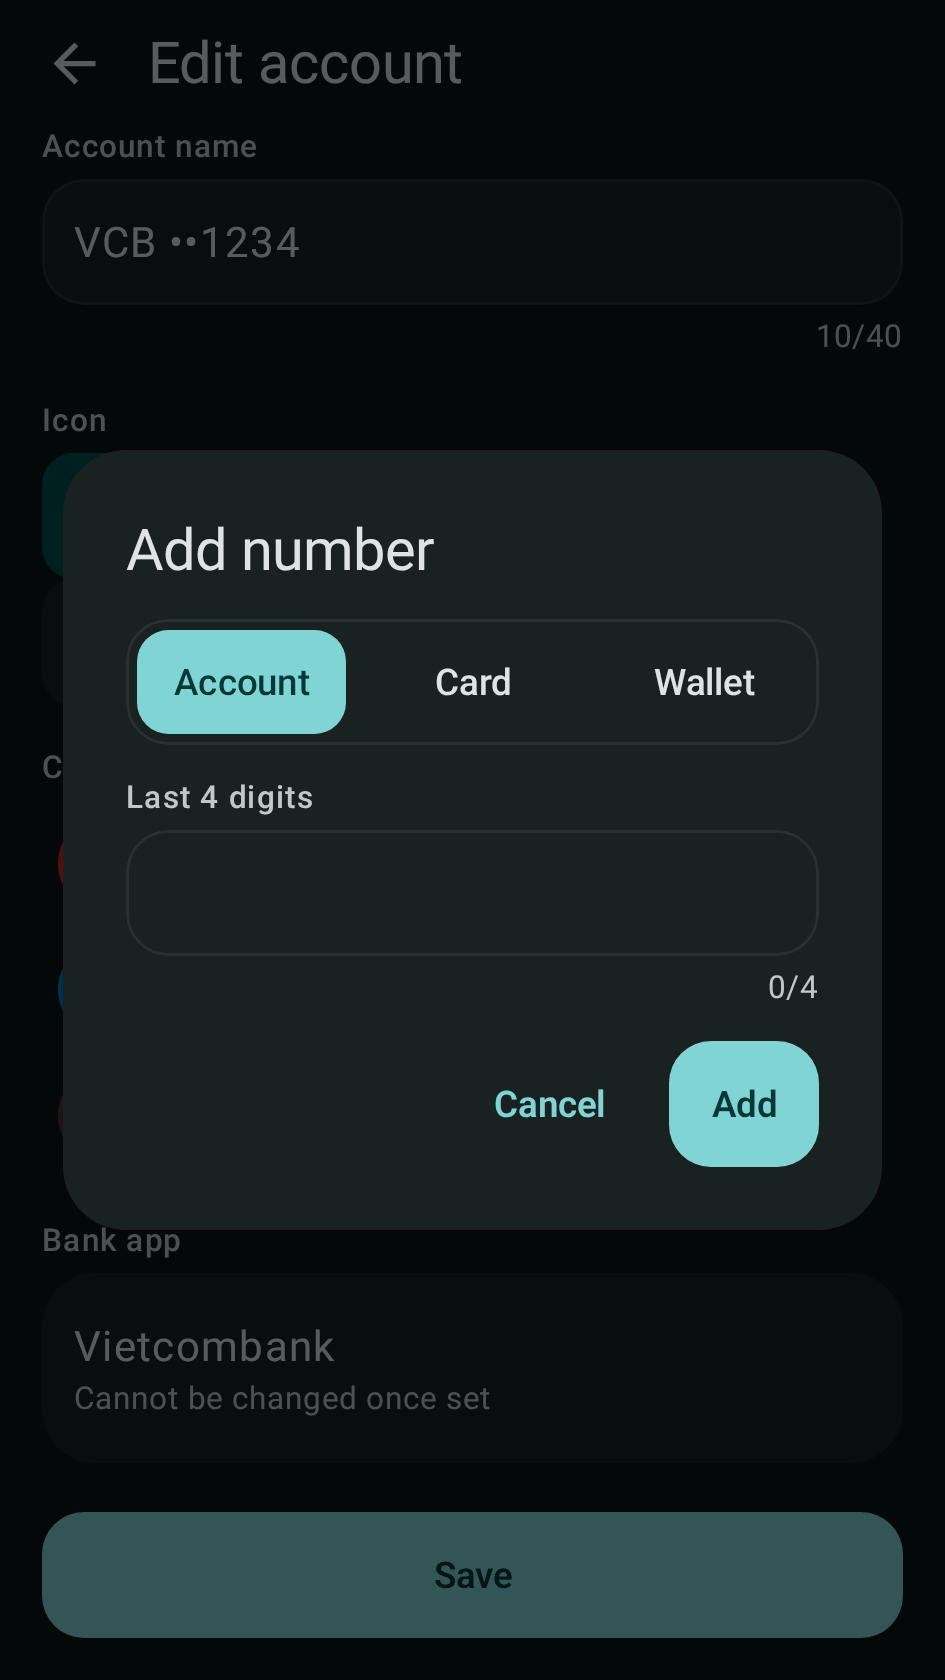 Edit account
Account name
VCB ••1234
10/40
Icon
Add number
Account Card Wallet
Last 4 digits
0/4
Cancel Add
Bank app
Vietcombank
Cannot be changed once set
Save